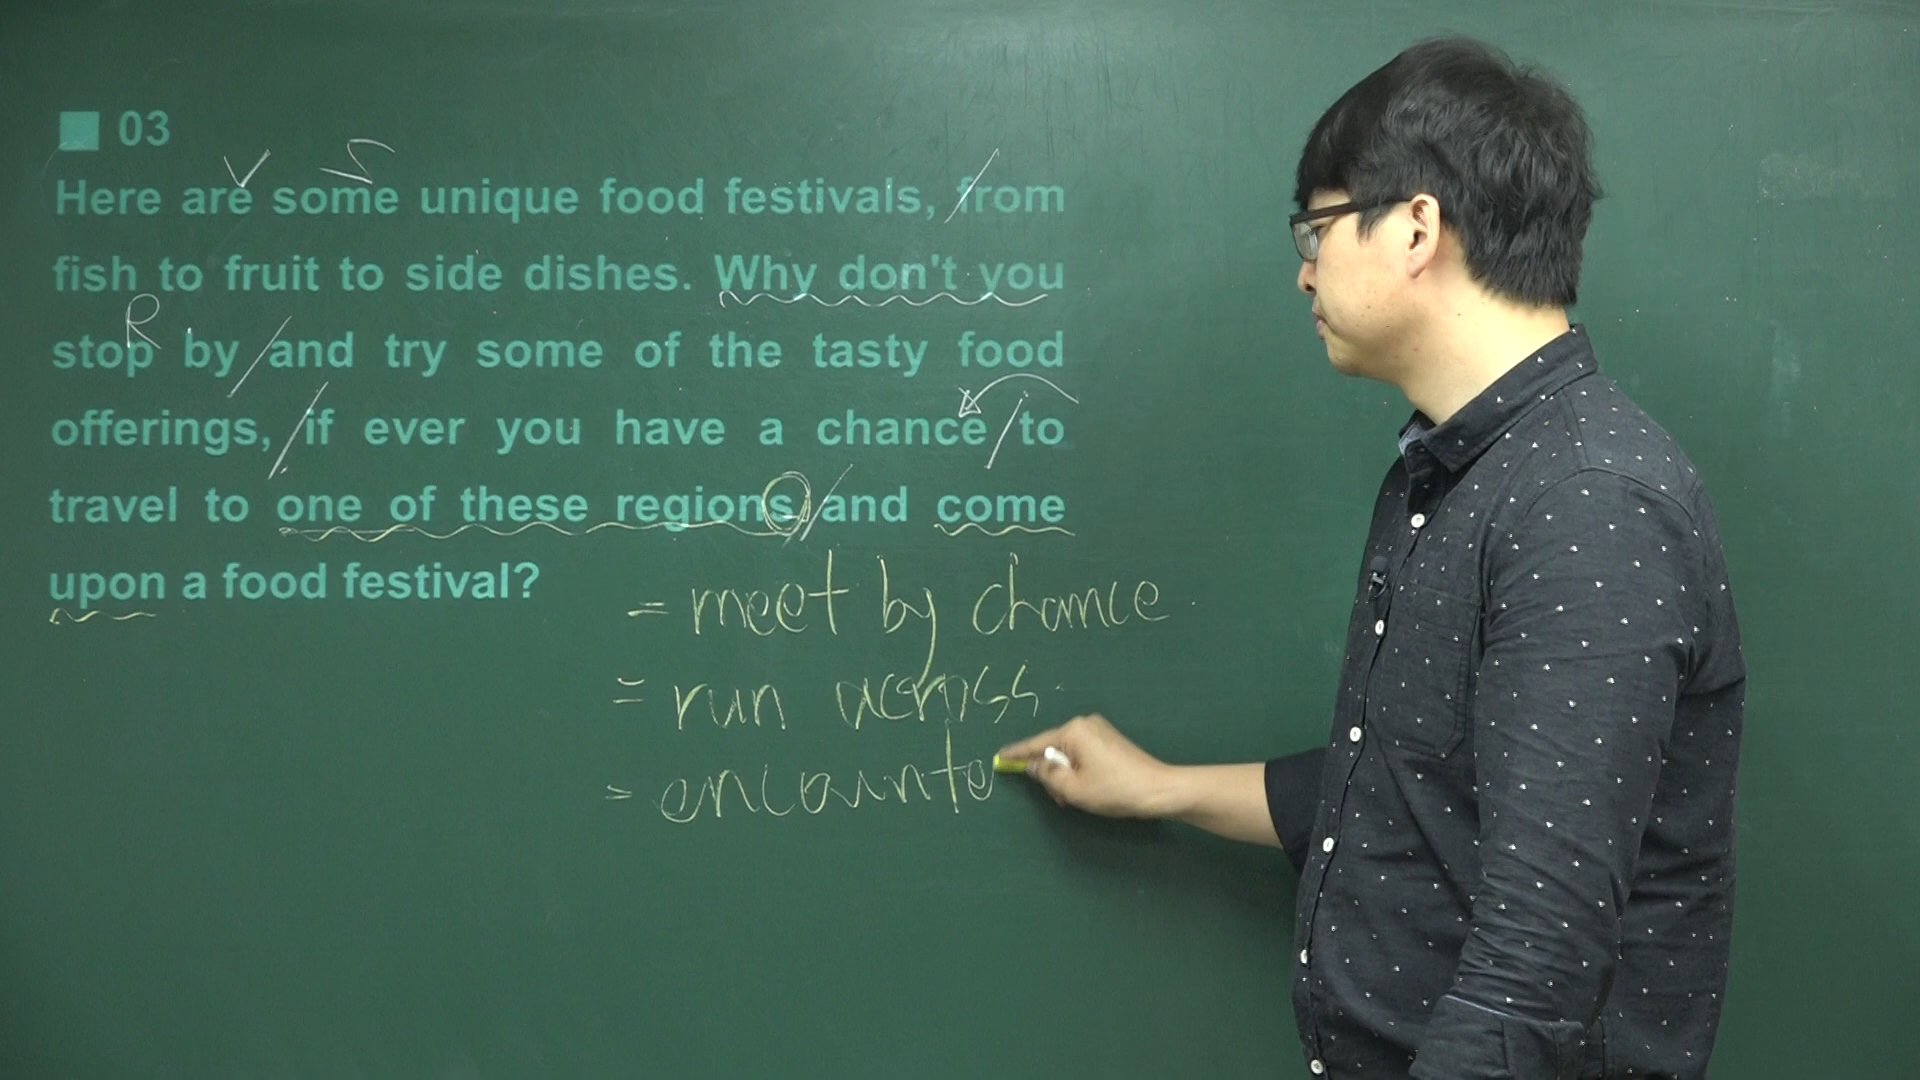 ■ 03
V S
Here are some unique food festivals, from
fish to fruit to side dishes. Why don't you
R
stop by and try some of the tasty food
offerings, if ever you have a chance to
travel to one of these regions and come
upon a food festival?
= meet by chance.
= run across.
= encounte